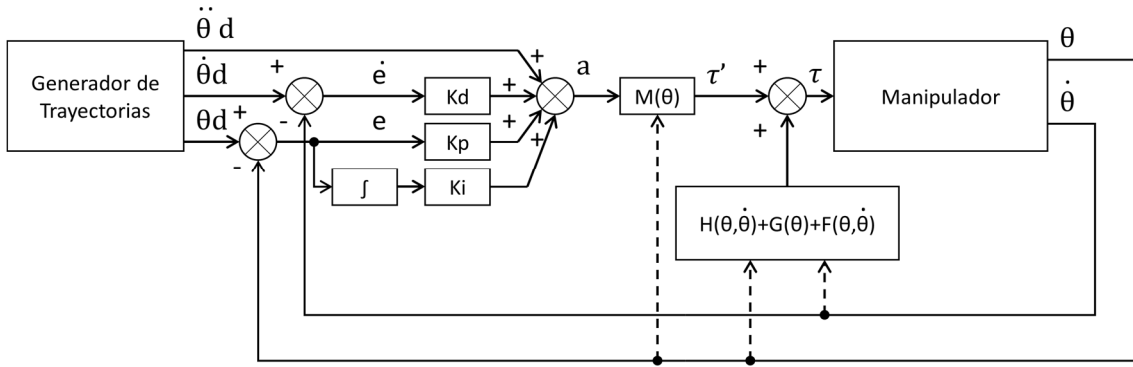 θ̈ d
Generador de
Trayectorias
θ̇d
θd
+
-
+
-
ė
e
Kd
Kp
∫
Ki
+
+
+
+
a
M(θ)
τ'
+
+
τ
Manipulador
θ
θ̇
H(θ,θ̇)+G(θ)+F(θ,θ̇)